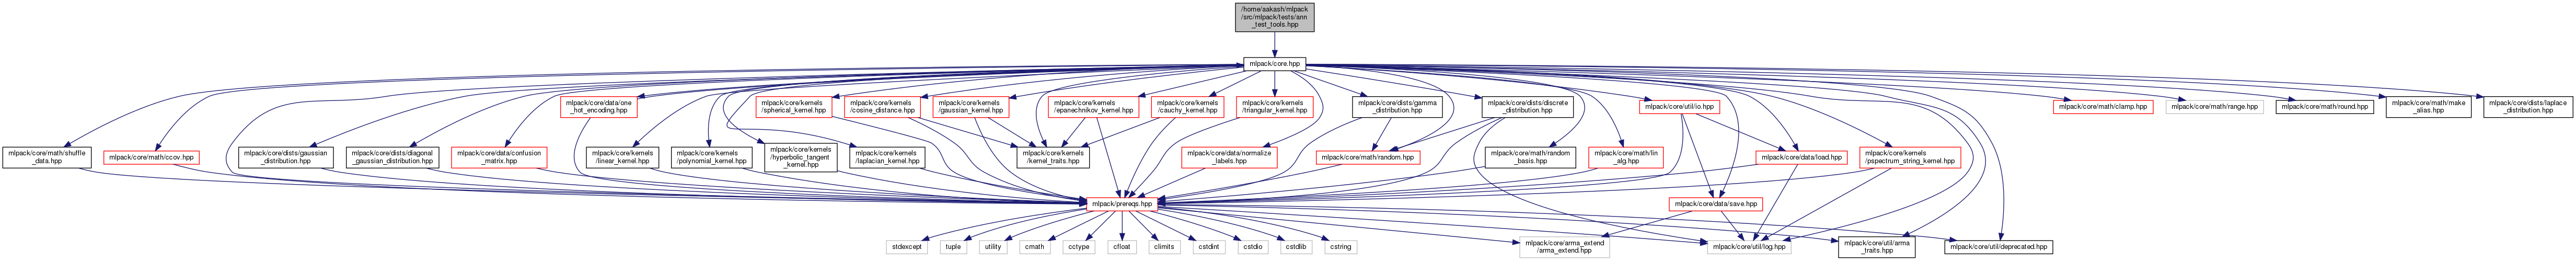 /home/aakash/mlpack
/src/mlpack/tests/ann
_test_tools.hpp
mlpack/core.hpp
mlpack/core/math/shuffle
_data.hpp
mlpack/core/math/ccov.hpp
mlpack/core/dists/gaussian
_distribution.hpp
mlpack/core/dists/diagonal
_gaussian_distribution.hpp
mlpack/core/data/confusion
_matrix.hpp
mlpack/core/data/one
_hot_encoding.hpp
mlpack/core/kernels
/linear_kernel.hpp
mlpack/core/kernels
/polynomial_kernel.hpp
mlpack/core/kernels
/hyperbolic_tangent
_kernel.hpp
mlpack/core/kernels
/laplacian_kernel.hpp
mlpack/core/kernels
/spherical_kernel.hpp
mlpack/core/kernels
/cosine_distance.hpp
mlpack/core/kernels
/gaussian_kernel.hpp
mlpack/core/kernels
/kernel_traits.hpp
mlpack/core/kernels
/epanechnikov_kernel.hpp
mlpack/core/kernels
/cauchy_kernel.hpp
mlpack/core/kernels
/triangular_kernel.hpp
mlpack/core/data/normalize
_labels.hpp
mlpack/core/dists/gamma
_distribution.hpp
mlpack/core/math/random.hpp
mlpack/core/dists/discrete
_distribution.hpp
mlpack/core/math/random
_basis.hpp
mlpack/core/math/lin
_alg.hpp
mlpack/core/util/io.hpp
mlpack/core/data/load.hpp
mlpack/core/data/save.hpp
mlpack/core/kernels
/pspectrum_string_kernel.hpp
mlpack/core/math/clamp.hpp
mlpack/core/math/range.hpp
mlpack/core/math/round.hpp
mlpack/core/math/make
_alias.hpp
mlpack/core/dists/laplace
_distribution.hpp
mlpack/prereqs.hpp
stdexcept
tuple
utility
cmath
cctype
cfloat
climits
cstdint
cstdio
cstdlib
cstring
mlpack/core/arma_extend
/arma_extend.hpp
mlpack/core/util/log.hpp
mlpack/core/util/arma
_traits.hpp
mlpack/core/util/deprecated.hpp